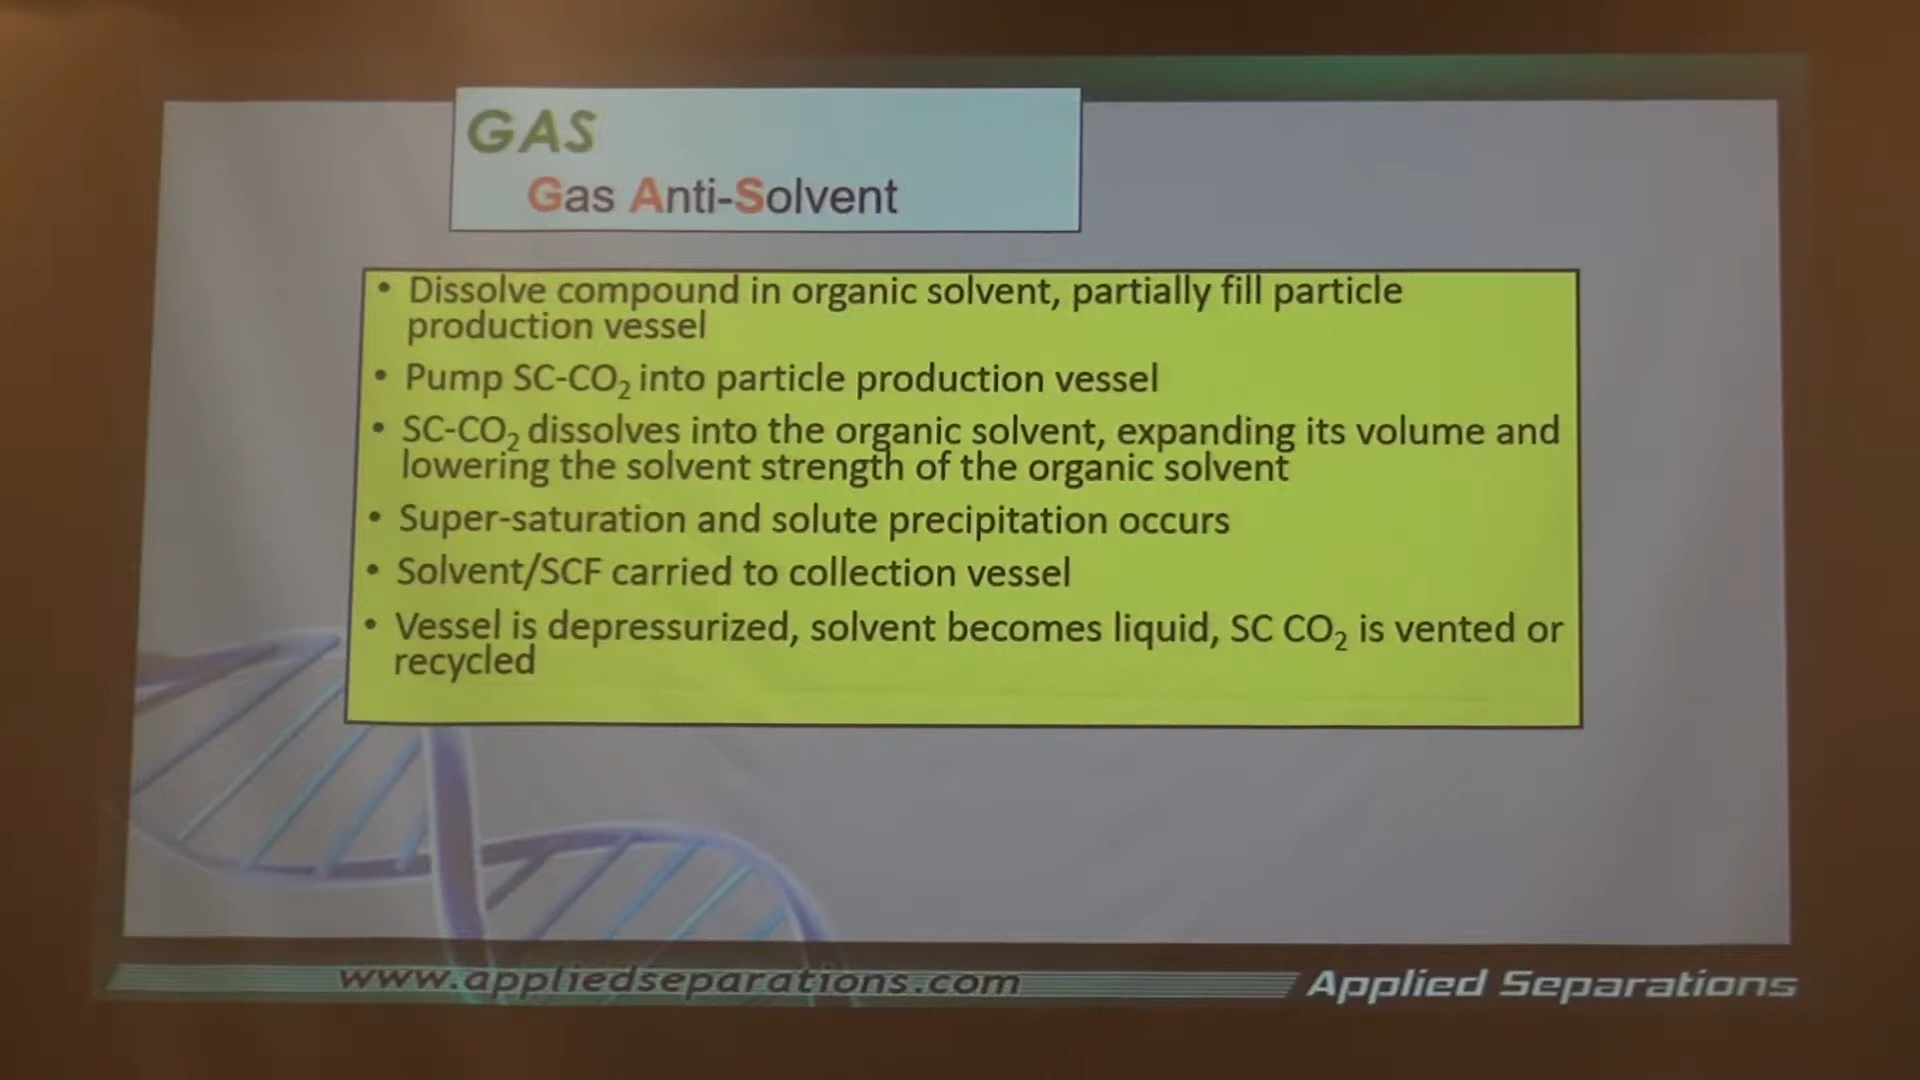 GAS
Gas Anti-Solvent
• Dissolve compound in organic solvent, partially fill particle
production vessel
• Pump SC-CO₂ into particle production vessel
• SC-CO₂ dissolves into the organic solvent, expanding its volume and
lowering the solvent strength of the organic solvent
• Super-saturation and solute precipitation occurs
• Solvent/SCF carried to collection vessel
• Vessel is depressurized, solvent becomes liquid, SC CO₂ is vented or
recycled
www.appliedseparations.com Applied Separations